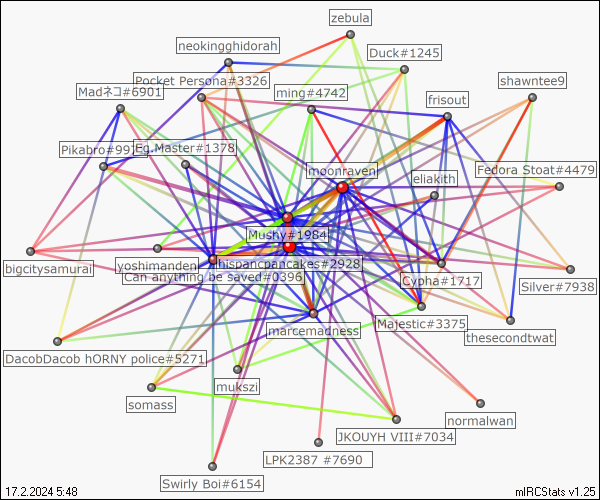 zebula
neokingghidorah
Duck#1245
Pocket Persona#3326
shawntee9
Madネコ#6901
ming#4742
frisout
Pikabro#997
Eg.Master#1378
moonraven
eliakith
Fedora Stoat#4479
Mushy#1984
bigcitysamurai
yoshimanden
hispancpancakes#2928
Can anything be saved#0396
Cypha#1717
Silver#7938
marcemadness
Majestic#3375
thesecondtwat
DacobDacob hORNY police#5271
mukszi
somass
normalwan
JKOUYH VIII#7034
LPK2387 #7690
Swirly Boi#6154
17.2.2024 5:48
mIRCStats v1.25